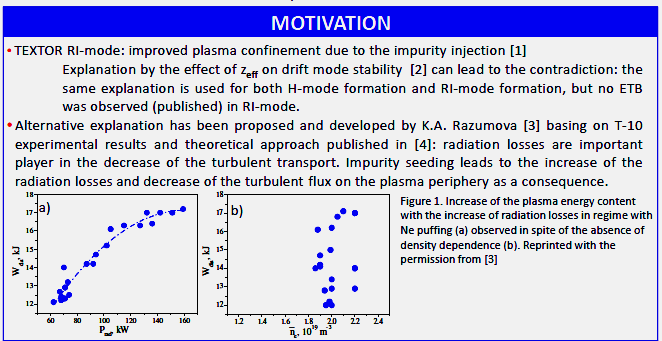 MOTIVATION
• TEXTOR RI-mode: improved plasma confinement due to the impurity injection [1]
Explanation by the effect of z_eff on drift mode stability [2] can lead to the contradiction: the
same explanation is used for both H-mode formation and RI-mode formation, but no ETB
was observed (published) in RI-mode.
• Alternative explanation has been proposed and developed by K.A. Razumova [3] basing on T-10
experimental results and theoretical approach published in [4]: radiation losses are important
player in the decrease of the turbulent transport. Impurity seeding leads to the increase of the
radiation losses and decrease of the turbulent flux on the plasma periphery as a consequence.
a)
18
17
16
15
14
13
12
W_dia, kJ
60 80 100 120 140 160
P_rad, kW
b)
18
17
16
15
14
13
12
W_dia, kJ
1.2 1.4 1.6 1.8 2.0 2.2 2.4
n̅_e, 10^19 m^-3
Figure 1. Increase of the plasma energy content
with the increase of radiation losses in regime with
Ne puffing (a) observed in spite of the absence of
density dependence (b). Reprinted with the
permission from [3]